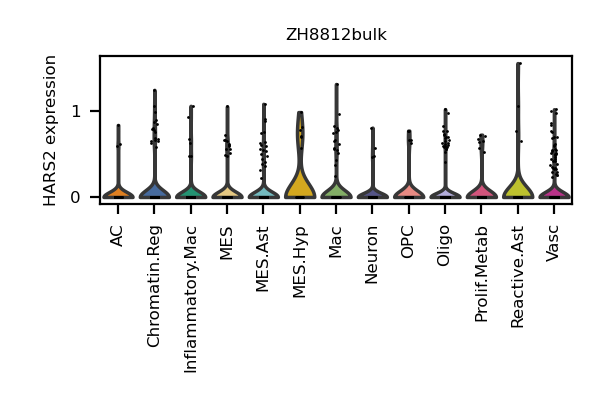 ZH8812bulk
HARS2 expression
1
0
AC
Chromatin.Reg
Inflammatory.Mac
MES
MES.Ast
MES.Hyp
Mac
Neuron
OPC
Oligo
Prolif.Metab
Reactive.Ast
Vasc